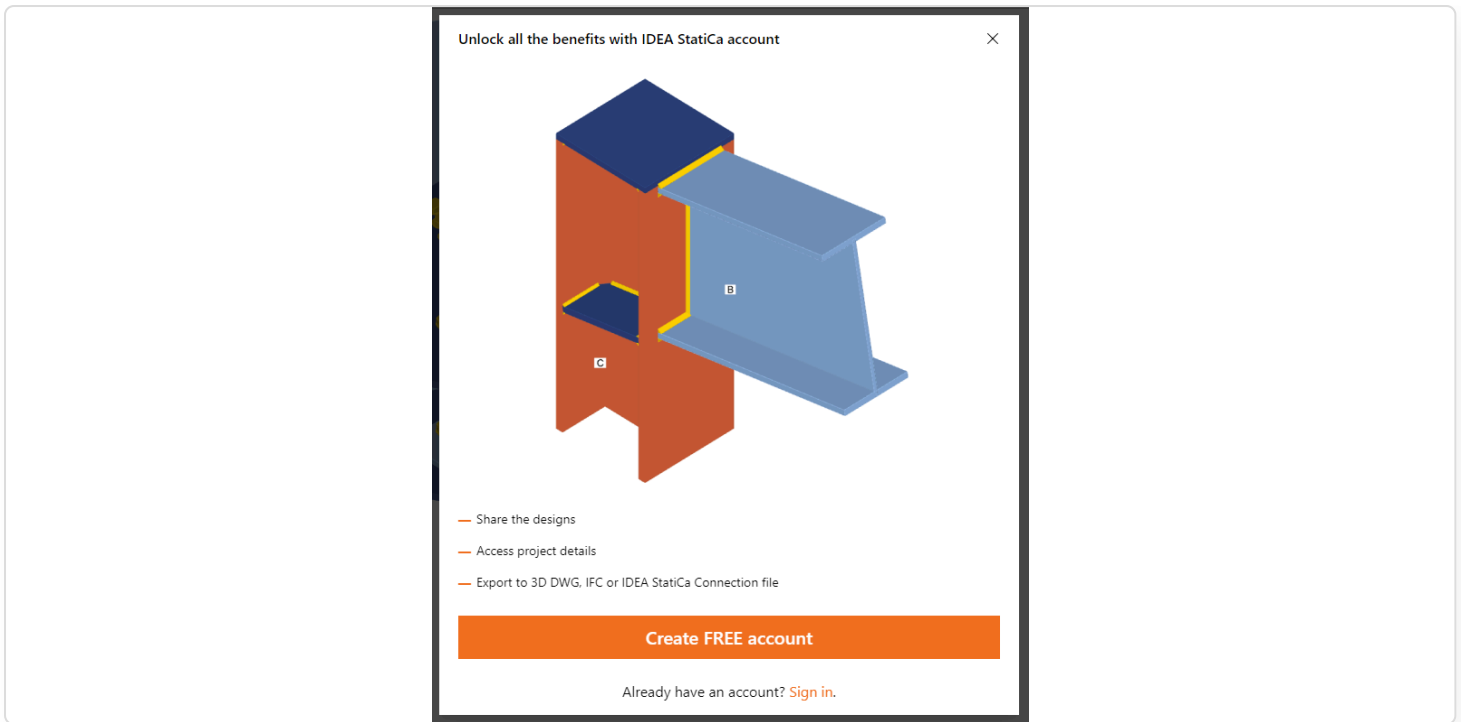 Unlock all the benefits with IDEA StatiCa account
B
C
Share the designs
Access project details
Export to 3D DWG, IFC or IDEA StatiCa Connection file
Create FREE account
Already have an account? Sign in.